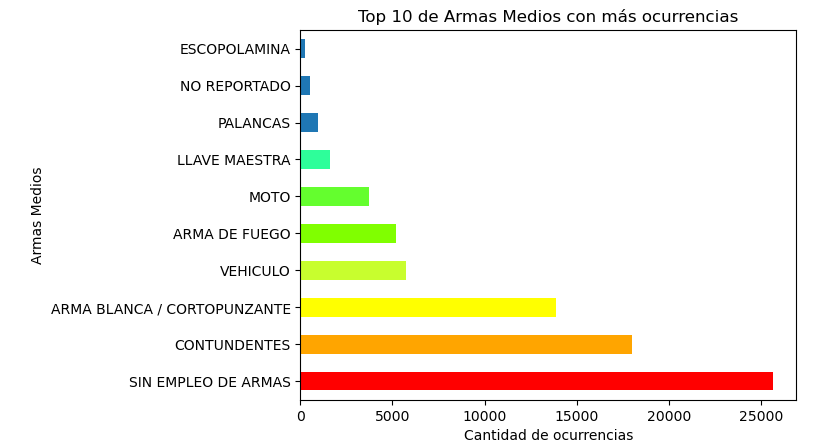 Top 10 de Armas Medios con más ocurrencias
Armas Medios
ESCOPOLAMINA
NO REPORTADO
PALANCAS
LLAVE MAESTRA
MOTO
ARMA DE FUEGO
VEHICULO
ARMA BLANCA / CORTOPUNZANTE
CONTUNDENTES
SIN EMPLEO DE ARMAS
0 5000 10000 15000 20000 25000
Cantidad de ocurrencias